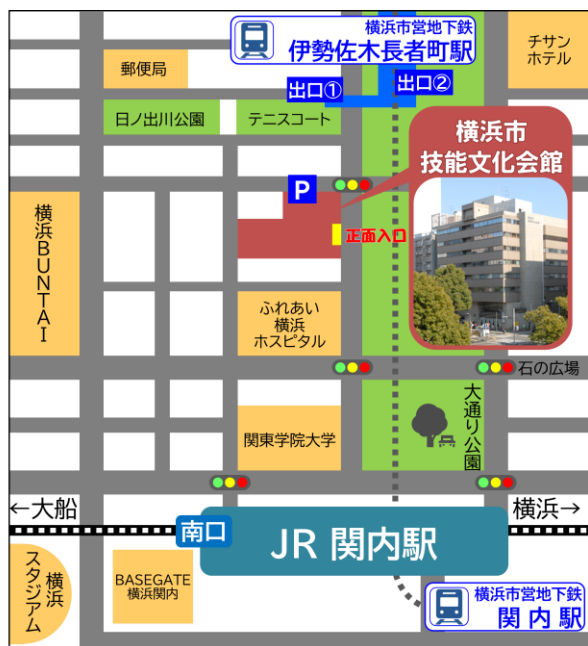 横浜市営地下鉄
伊勢佐木長者町駅
チサン
ホテル
郵便局
出口①
出口②
日ノ出川公園
テニスコート
横浜市
技能文化会館
P
正面入口
横浜BUNTAI
ふれあい
横浜
ホスピタル
石の広場
大通り公園
関東学院大学
←大船
横浜→
南口
JR 関内駅
横浜
スタジアム
BASEGATE
横浜関内
横浜市営地下鉄
関内駅